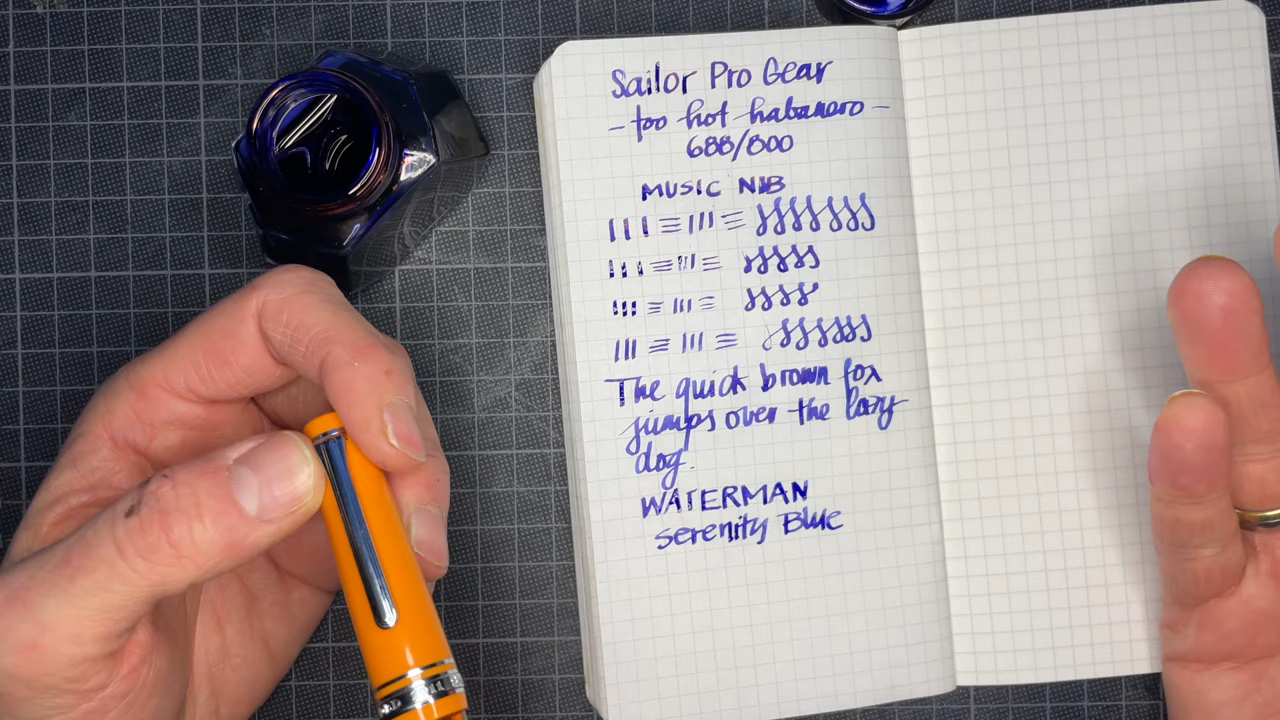 Sailor Pro Gear
- too hot habanero -
688/800
MUSIC NIB
The quick brown fox
jumps over the lazy
dog.
WATERMAN
Serenity Blue